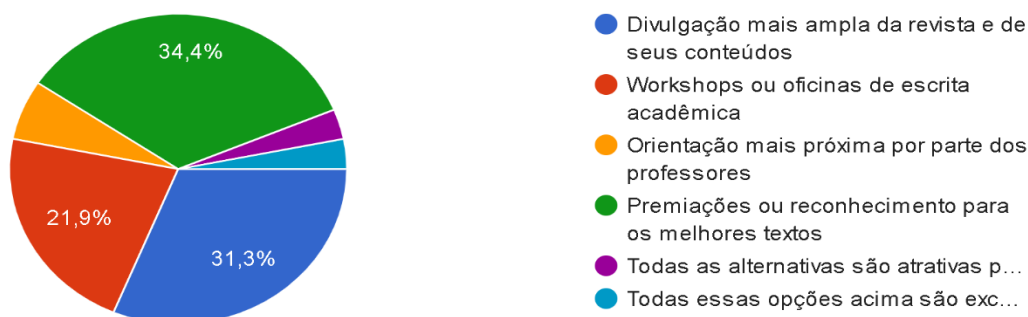 34,4%
21,9%
31,3%
Divulgação mais ampla da revista e de
seus conteúdos
Workshops ou oficinas de escrita
acadêmica
Orientação mais próxima por parte dos
professores
Premiações ou reconhecimento para
os melhores textos
Todas as alternativas são atrativas p...
Todas essas opções acima são exc...